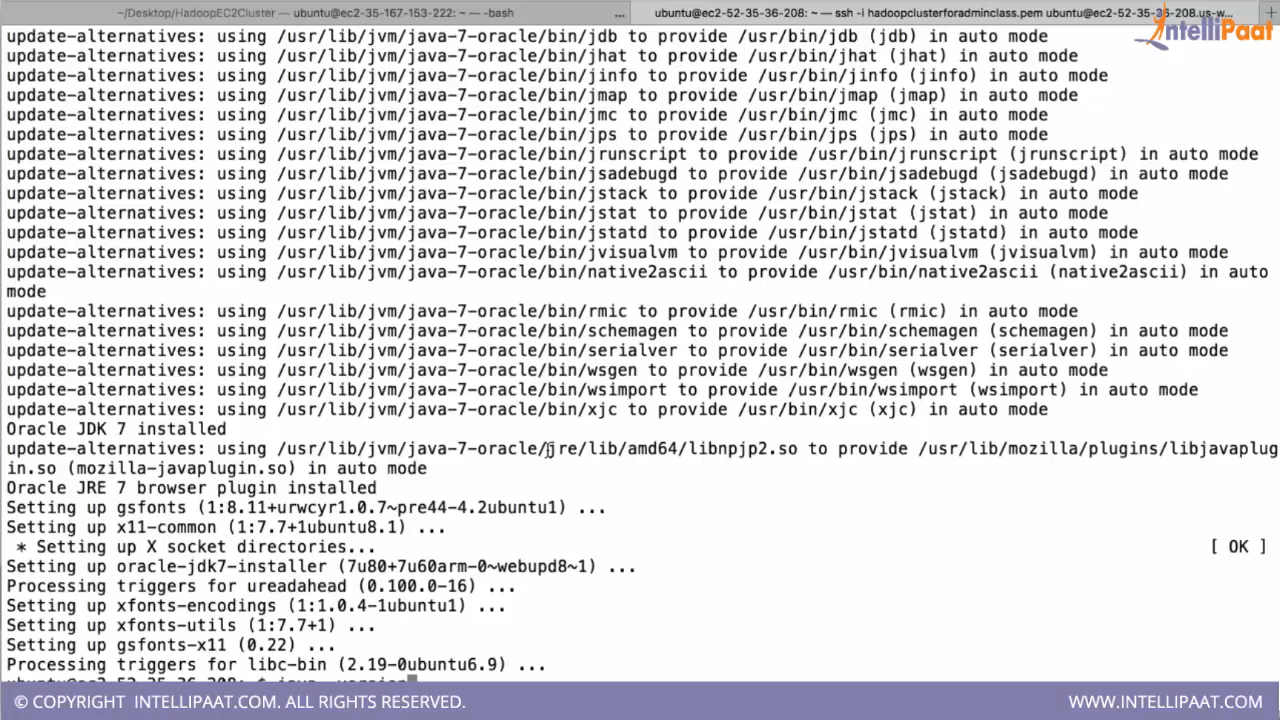 ~/Desktop/HadoopEC2Cluster — ubuntu@ec2-35-167-153-222: ~ — -bash ...
ubuntu@ec2-52-35-36-208: ~ — ssh -i hadoopclusterforadminclass.pem ubuntu@ec2-52-35-36-208.us-w... +
IntelliPaat
update-alternatives: using /usr/lib/jvm/java-7-oracle/bin/jdb to provide /usr/bin/jdb (jdb) in auto mode
update-alternatives: using /usr/lib/jvm/java-7-oracle/bin/jhat to provide /usr/bin/jhat (jhat) in auto mode
update-alternatives: using /usr/lib/jvm/java-7-oracle/bin/jinfo to provide /usr/bin/jinfo (jinfo) in auto mode
update-alternatives: using /usr/lib/jvm/java-7-oracle/bin/jmap to provide /usr/bin/jmap (jmap) in auto mode
update-alternatives: using /usr/lib/jvm/java-7-oracle/bin/jmc to provide /usr/bin/jmc (jmc) in auto mode
update-alternatives: using /usr/lib/jvm/java-7-oracle/bin/jps to provide /usr/bin/jps (jps) in auto mode
update-alternatives: using /usr/lib/jvm/java-7-oracle/bin/jrunscript to provide /usr/bin/jrunscript (jrunscript) in auto mode
update-alternatives: using /usr/lib/jvm/java-7-oracle/bin/jsadebugd to provide /usr/bin/jsadebugd (jsadebugd) in auto mode
update-alternatives: using /usr/lib/jvm/java-7-oracle/bin/jstack to provide /usr/bin/jstack (jstack) in auto mode
update-alternatives: using /usr/lib/jvm/java-7-oracle/bin/jstat to provide /usr/bin/jstat (jstat) in auto mode
update-alternatives: using /usr/lib/jvm/java-7-oracle/bin/jstatd to provide /usr/bin/jstatd (jstatd) in auto mode
update-alternatives: using /usr/lib/jvm/java-7-oracle/bin/jvisualvm to provide /usr/bin/jvisualvm (jvisualvm) in auto mode
update-alternatives: using /usr/lib/jvm/java-7-oracle/bin/native2ascii to provide /usr/bin/native2ascii (native2ascii) in auto
mode
update-alternatives: using /usr/lib/jvm/java-7-oracle/bin/rmic to provide /usr/bin/rmic (rmic) in auto mode
update-alternatives: using /usr/lib/jvm/java-7-oracle/bin/schemagen to provide /usr/bin/schemagen (schemagen) in auto mode
update-alternatives: using /usr/lib/jvm/java-7-oracle/bin/serialver to provide /usr/bin/serialver (serialver) in auto mode
update-alternatives: using /usr/lib/jvm/java-7-oracle/bin/wsgen to provide /usr/bin/wsgen (wsgen) in auto mode
update-alternatives: using /usr/lib/jvm/java-7-oracle/bin/wsimport to provide /usr/bin/wsimport (wsimport) in auto mode
update-alternatives: using /usr/lib/jvm/java-7-oracle/bin/xjc to provide /usr/bin/xjc (xjc) in auto mode
Oracle JDK 7 installed
update-alternatives: using /usr/lib/jvm/java-7-oracle/jre/lib/amd64/libnpjp2.so to provide /usr/lib/mozilla/plugins/libjavaplug
in.so (mozilla-javaplugin.so) in auto mode
Oracle JRE 7 browser plugin installed
Setting up gsfonts (1:8.11+urwcyr1.0.7~pre44-4.2ubuntu1) ...
Setting up x11-common (1:7.7+1ubuntu8.1) ...
* Setting up X socket directories... [ OK ]
Setting up oracle-jdk7-installer (7u80+7u60arm-0~webupd8~1) ...
Processing triggers for ureadahead (0.100.0-16) ...
Setting up xfonts-encodings (1:1.0.4-1ubuntu1) ...
Setting up xfonts-utils (1:7.7+1) ...
Setting up gsfonts-x11 (0.22) ...
Processing triggers for libc-bin (2.19-0ubuntu6.9) ...
© COPYRIGHT INTELLIPAAT.COM. ALL RIGHTS RESERVED.
WWW.INTELLIPAAT.COM